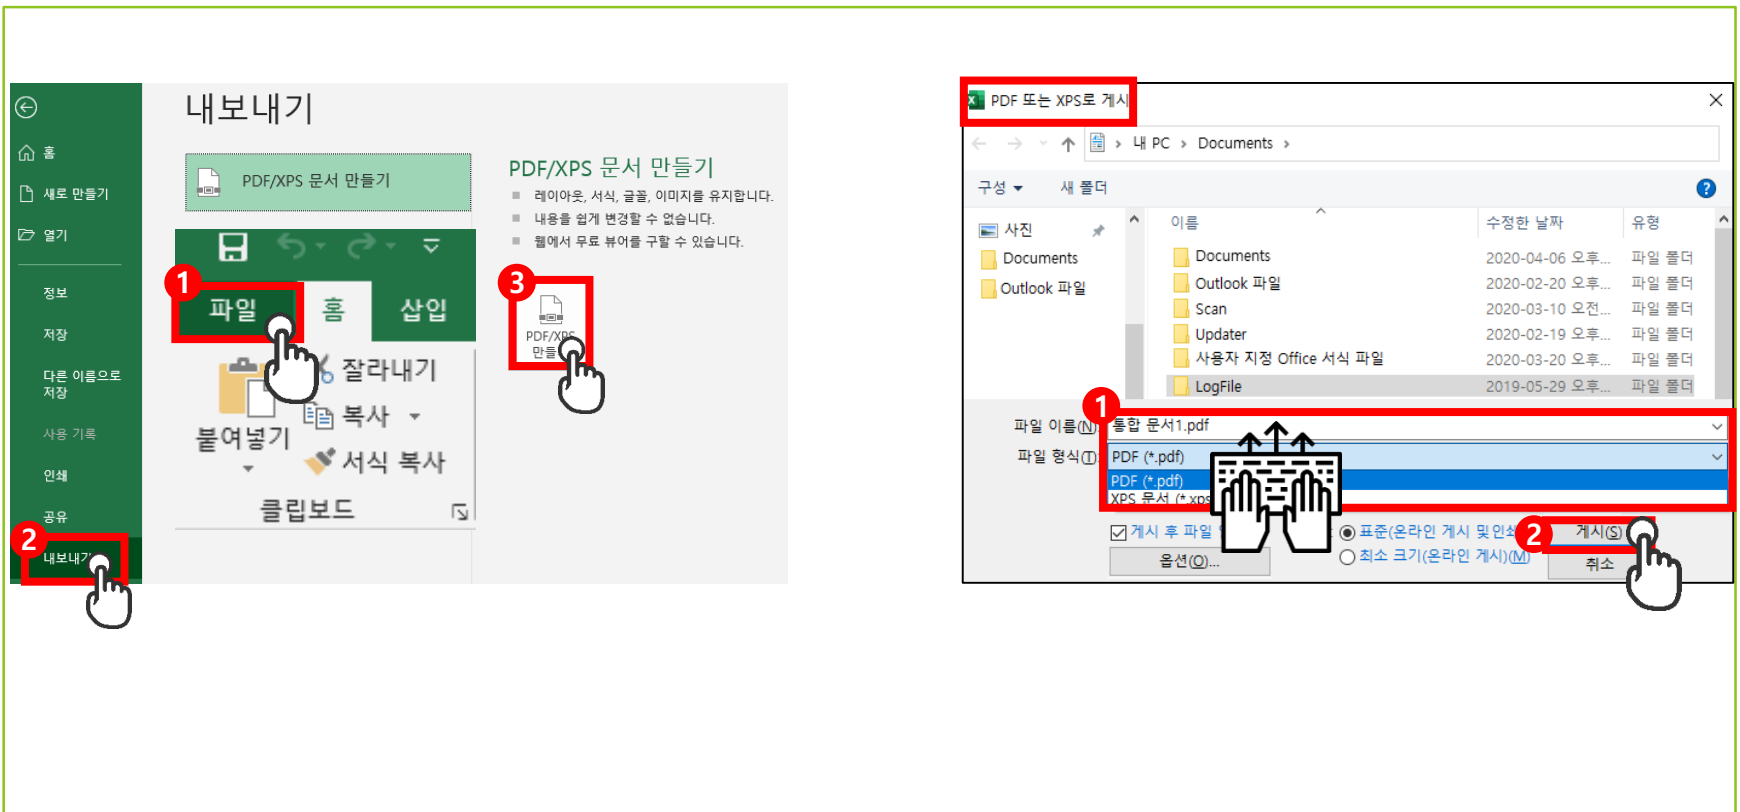 내보내기
홈
새로 만들기
열기
정보
저장
다른 이름으로
저장
사용 기록
인쇄
공유
2
내보내기
PDF/XPS 문서 만들기
1
파일
홈
삽입
잘라내기
복사
붙여넣기
서식 복사
클립보드
PDF/XPS 문서 만들기
레이아웃, 서식, 글꼴, 이미지를 유지합니다.
내용을 쉽게 변경할 수 없습니다.
웹에서 무료 뷰어를 구할 수 있습니다.
3
PDF/XPS
만들
PDF 또는 XPS로 게시
내 PC > Documents >
구성
새 폴더
사진
Documents
Outlook 파일
이름
수정한 날짜
유형
Documents 2020-04-06 오후... 파일 폴더
Outlook 파일 2020-02-20 오후... 파일 폴더
Scan 2020-03-10 오전... 파일 폴더
Updater 2020-02-19 오후... 파일 폴더
사용자 지정 Office 서식 파일 2020-03-20 오후... 파일 폴더
LogFile 2019-05-29 오후... 파일 폴더
1
파일 이름(N): 통합 문서1.pdf
파일 형식(T): PDF (*.pdf)
PDF (*.pdf)
XPS 문서 (*.xps
게시 후 파일
표준(온라인 게시 및 인쇄
2
게시(S)
옵션(O)...
최소 크기(온라인 게시)(M)
취소